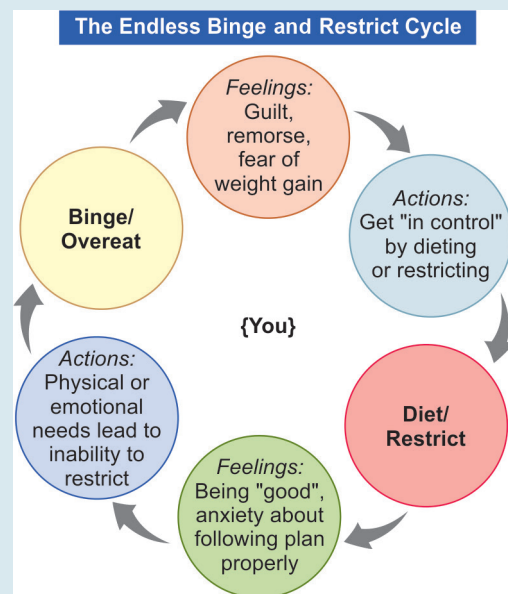 The Endless Binge and Restrict Cycle
Feelings:
Guilt,
remorse,
fear of
weight gain
Actions:
Get "in control"
by dieting
or restricting
Diet/
Restrict
Feelings:
Being "good",
anxiety about
following plan
properly
Actions:
Physical or
emotional
needs lead to
inability to
restrict
Binge/
Overeat
{You}